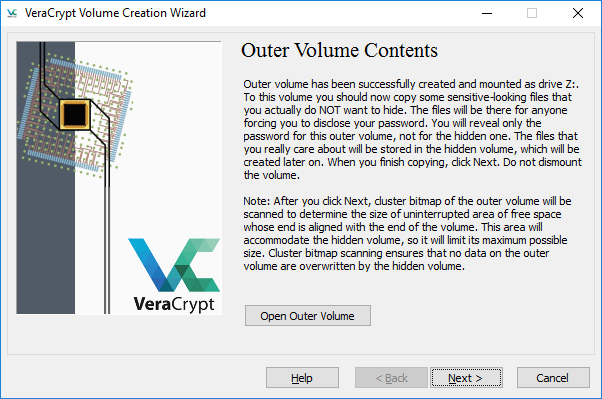 VeraCrypt Volume Creation Wizard
Outer Volume Contents
Outer volume has been successfully created and mounted as drive Z:.
To this volume you should now copy some sensitive-looking files that
you actually do NOT want to hide. The files will be there for anyone
forcing you to disclose your password. You will reveal only the
password for this outer volume, not for the hidden one. The files that
you really care about will be stored in the hidden volume, which will be
created later on. When you finish copying, click Next. Do not dismount
the volume.
Note: After you click Next, cluster bitmap of the outer volume will be
scanned to determine the size of uninterrupted area of free space
whose end is aligned with the end of the volume. This area will
accommodate the hidden volume, so it will limit its maximum possible
size. Cluster bitmap scanning ensures that no data on the outer
volume are overwritten by the hidden volume.
VeraCrypt
Open Outer Volume
Help
< Back
Next >
Cancel